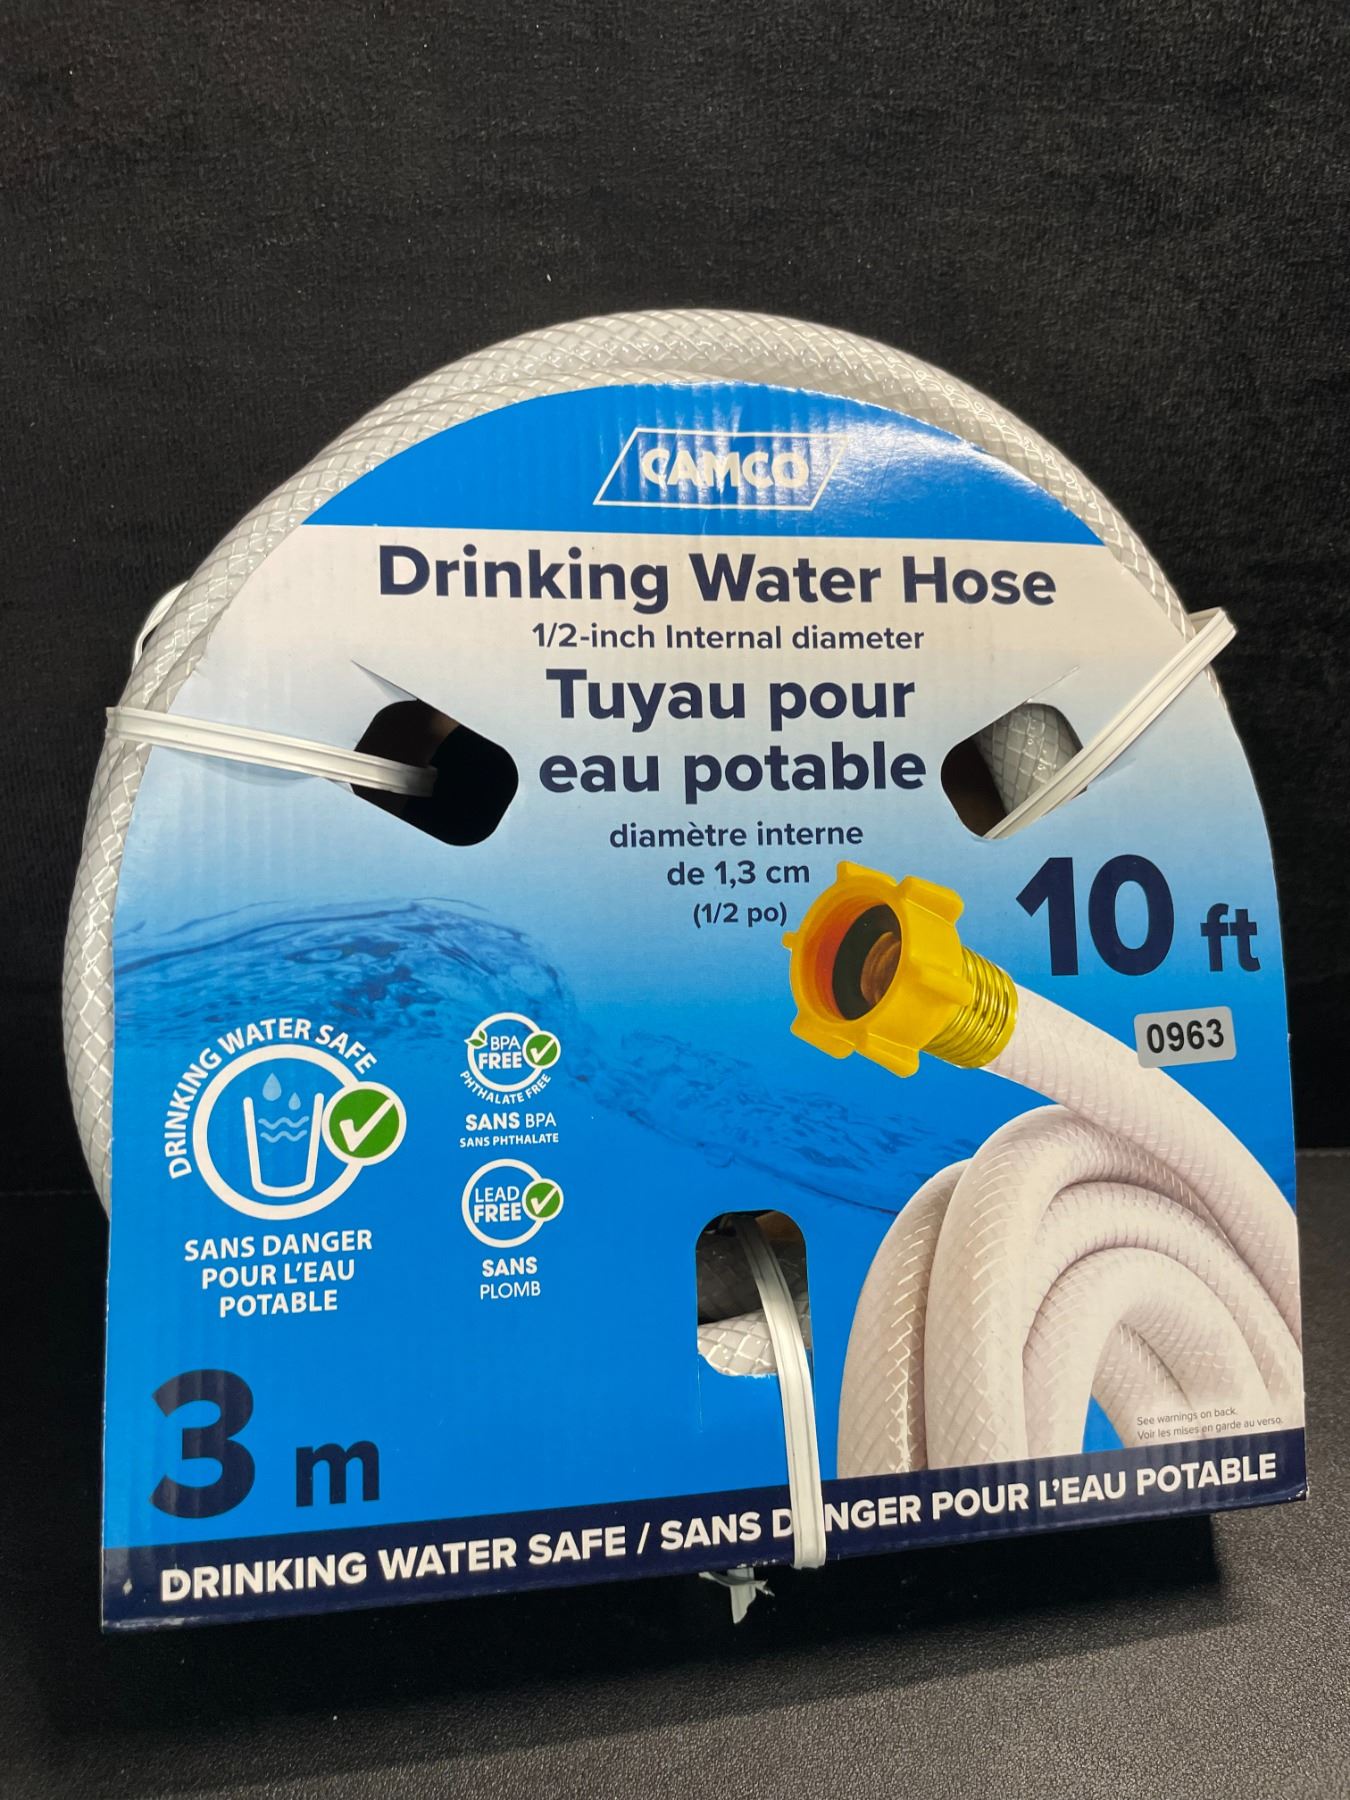 CAMCO
Drinking Water Hose
1/2-inch Internal diameter
Tuyau pour
eau potable
diamètre interne
de 1,3 cm
(1/2 po)
10 ft
0963
DRINKING WATER SAFE
SANS DANGER
POUR L'EAU
POTABLE
BPA
FREE
PHTHALATE FREE
SANS BPA
SANS PHTHALATE
LEAD
FREE
SANS
PLOMB
3 m
See warnings on back.
Voir les mises en garde au verso.
DRINKING WATER SAFE / SANS D NGER POUR L'EAU POTABLE